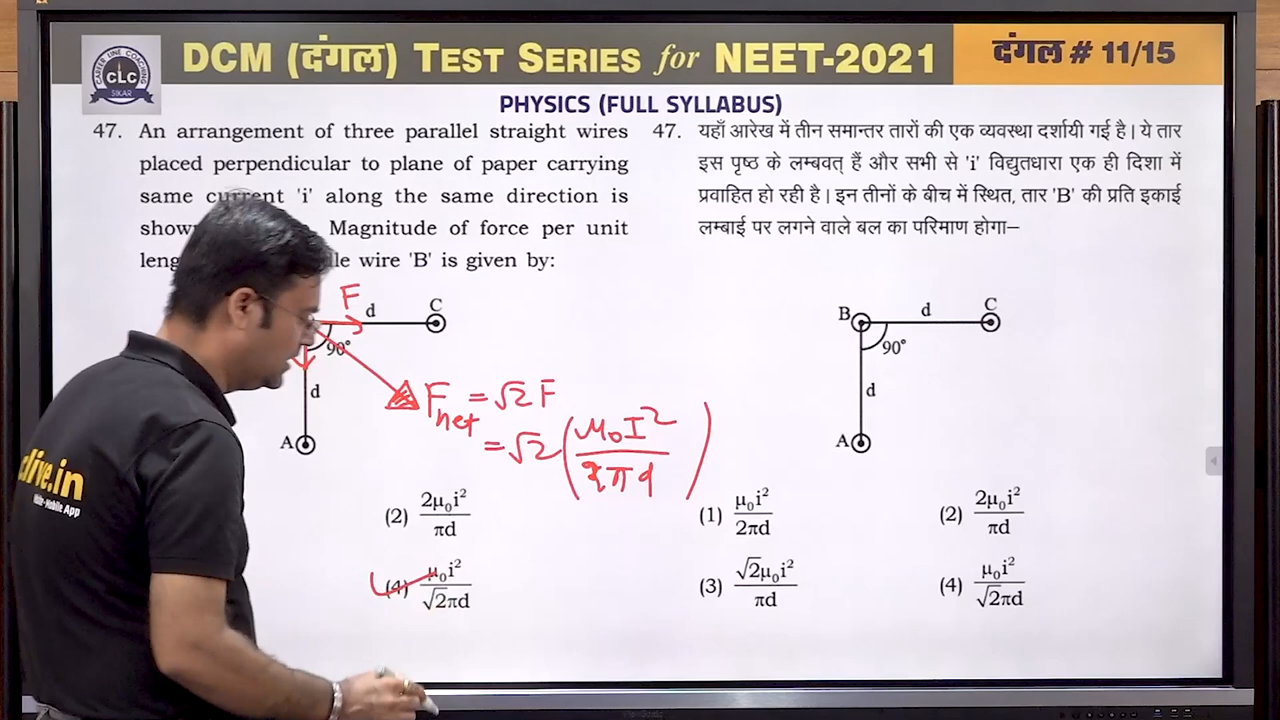 CAREER LINE COACHING
CLC
SIKAR
DCM (दंगल) TEST SERIES for NEET-2021
दंगल # 11/15
PHYSICS (FULL SYLLABUS)
47. An arrangement of three parallel straight wires
placed perpendicular to plane of paper carrying
same current 'i' along the same direction is
Magnitude of force per unit
wire 'B' is given by:
F
d
C
90°
d
A
F_net = √2 F
= √2 (μ₀I²/2πd)
(2) 2μ₀i²/πd
(4) μ₀i²/√2πd
47. यहाँ आरेख में तीन समान्तर तारों की एक व्यवस्था दर्शायी गई है। ये तार
इस पृष्ठ के लम्बवत् हैं और सभी से 'i' विद्युतधारा एक ही दिशा में
प्रवाहित हो रही है। इन तीनों के बीच में स्थित, तार 'B' की प्रति इकाई
लम्बाई पर लगने वाले बल का परिमाण होगा–
B
d
C
90°
d
A
(1) μ₀i²/2πd
(2) 2μ₀i²/πd
(3) √2μ₀i²/πd
(4) μ₀i²/√2πd